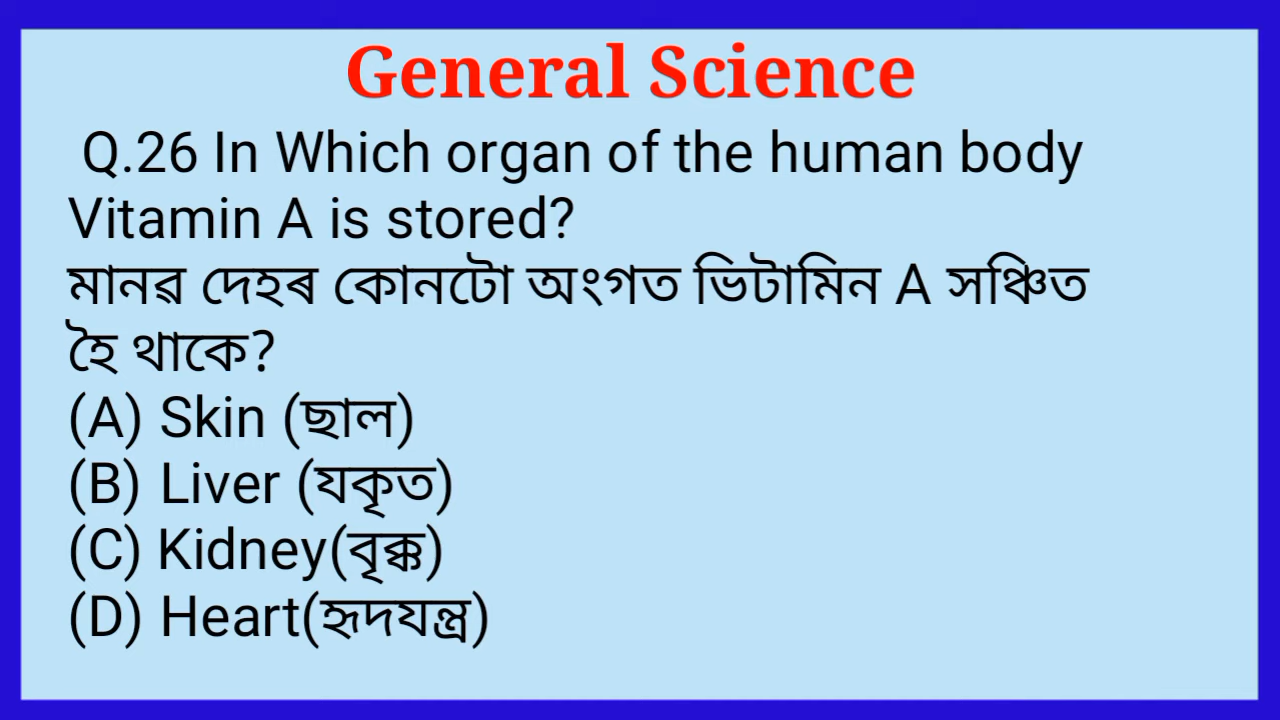 General Science
Q.26 In Which organ of the human body
Vitamin A is stored?
মানৱ দেহৰ কোনটো অংগত ভিটামিন A সঞ্চিত
হৈ থাকে?
(A) Skin (ছাল)
(B) Liver (যকৃত)
(C) Kidney(বৃক্ক)
(D) Heart(হৃদযন্ত্ৰ)